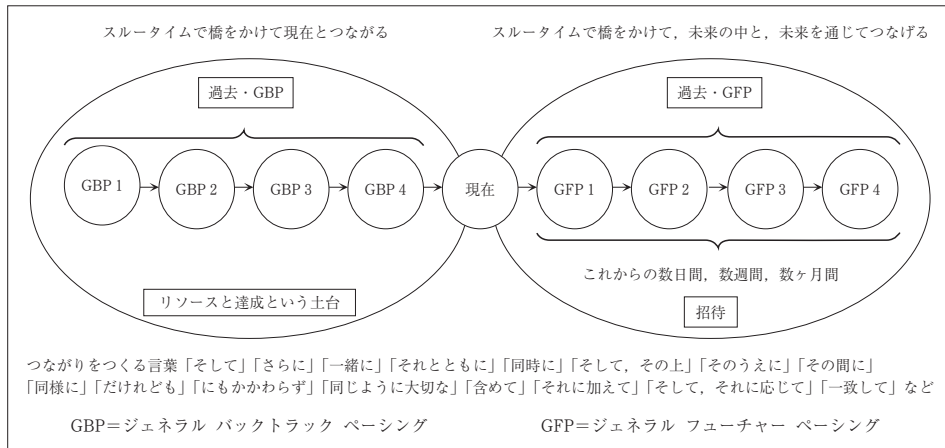 スルータイムで橋をかけて現在とつながる
スルータイムで橋をかけて，未来の中と，未来を通じてつなげる
過去・GBP
過去・GFP
GBP 1
GBP 2
GBP 3
GBP 4
現在
GFP 1
GFP 2
GFP 3
GFP 4
これからの数日間，数週間，数ヶ月間
リソースと達成という土台
招待
つながりをつくる言葉「そして」「さらに」「一緒に」「それとともに」「同時に」「そして，その上」「そのうえに」「その間に」
「同様に」「だけれども」「にもかかわらず」「同じように大切な」「含めて」「それに加えて」「そして，それに応じて」「一致して」など
GBP＝ジェネラル バックトラック ペーシング
GFP＝ジェネラル フューチャー ペーシング